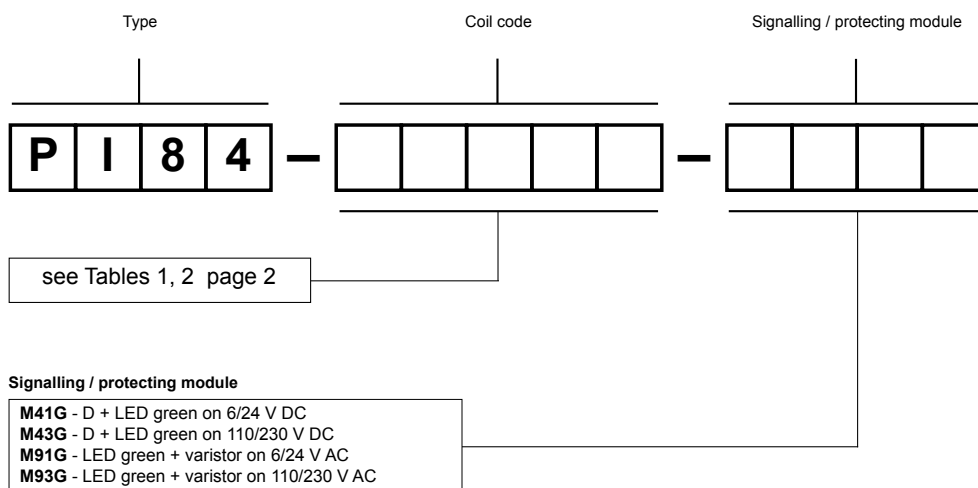 Type Coil code Signalling / protecting module
P I 8 4 – –
see Tables 1, 2 page 2
Signalling / protecting module
M41G - D + LED green on 6/24 V DC
M43G - D + LED green on 110/230 V DC
M91G - LED green + varistor on 6/24 V AC
M93G - LED green + varistor on 110/230 V AC